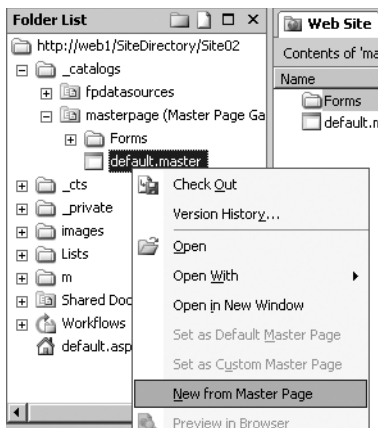 Folder List
Web Site
http://web1/SiteDirectory/Site02
Contents of 'ma
_catalogs
Name
fpdatasources
Forms
masterpage (Master Page Ga
default.m
Forms
default.master
_cts
Check Out
_private
Version History...
images
Open
Lists
Open With
m
Open in New Window
Shared Doc
Set as Default Master Page
Workflows
Set as Custom Master Page
default.asp
New from Master Page
Preview in Browser